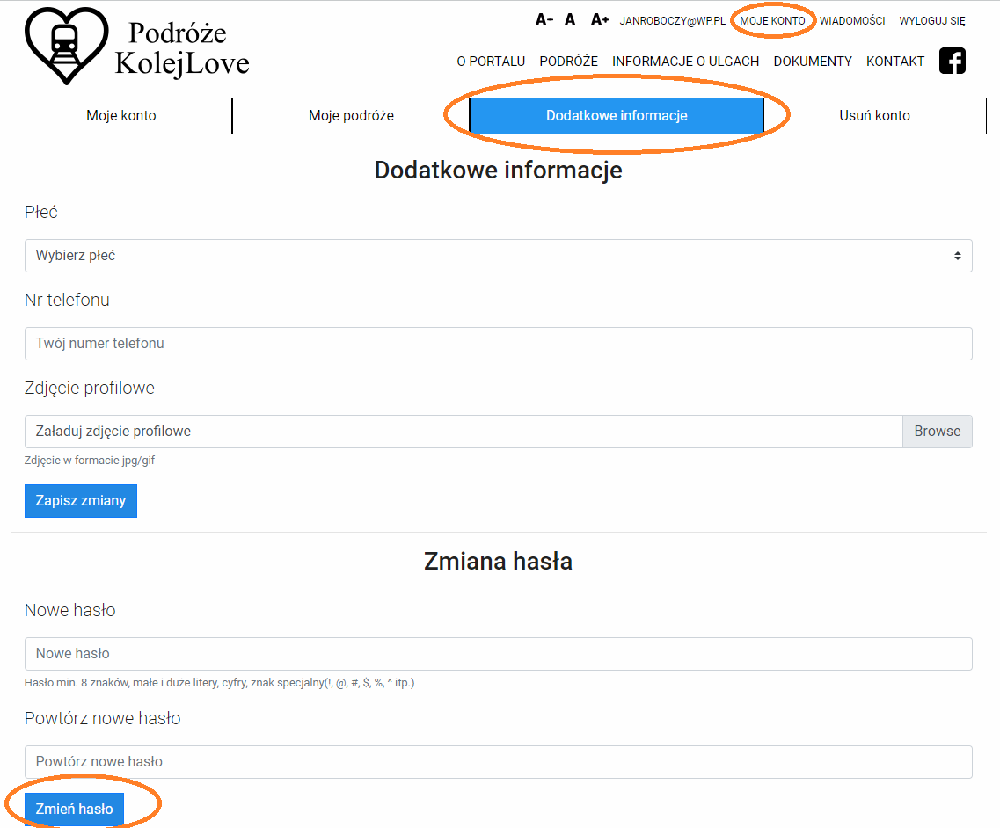 Podróże
KolejLove
A- A A+ JANROBOCZY@WP.PL MOJE KONTO WIADOMOŚCI WYLOGUJ SIĘ
O PORTALU PODRÓŻE INFORMACJE O ULGACH DOKUMENTY KONTAKT
Moje konto Moje podróże Dodatkowe informacje Usuń konto
Dodatkowe informacje
Płeć
Wybierz płeć
Nr telefonu
Twój numer telefonu
Zdjęcie profilowe
Załaduj zdjęcie profilowe Browse
Zdjęcie w formacie jpg/gif
Zapisz zmiany
Zmiana hasła
Nowe hasło
Nowe hasło
Hasło min. 8 znaków, małe i duże litery, cyfry, znak specjalny(!, @, #, $, %, ^ itp.)
Powtórz nowe hasło
Powtórz nowe hasło
Zmień hasło